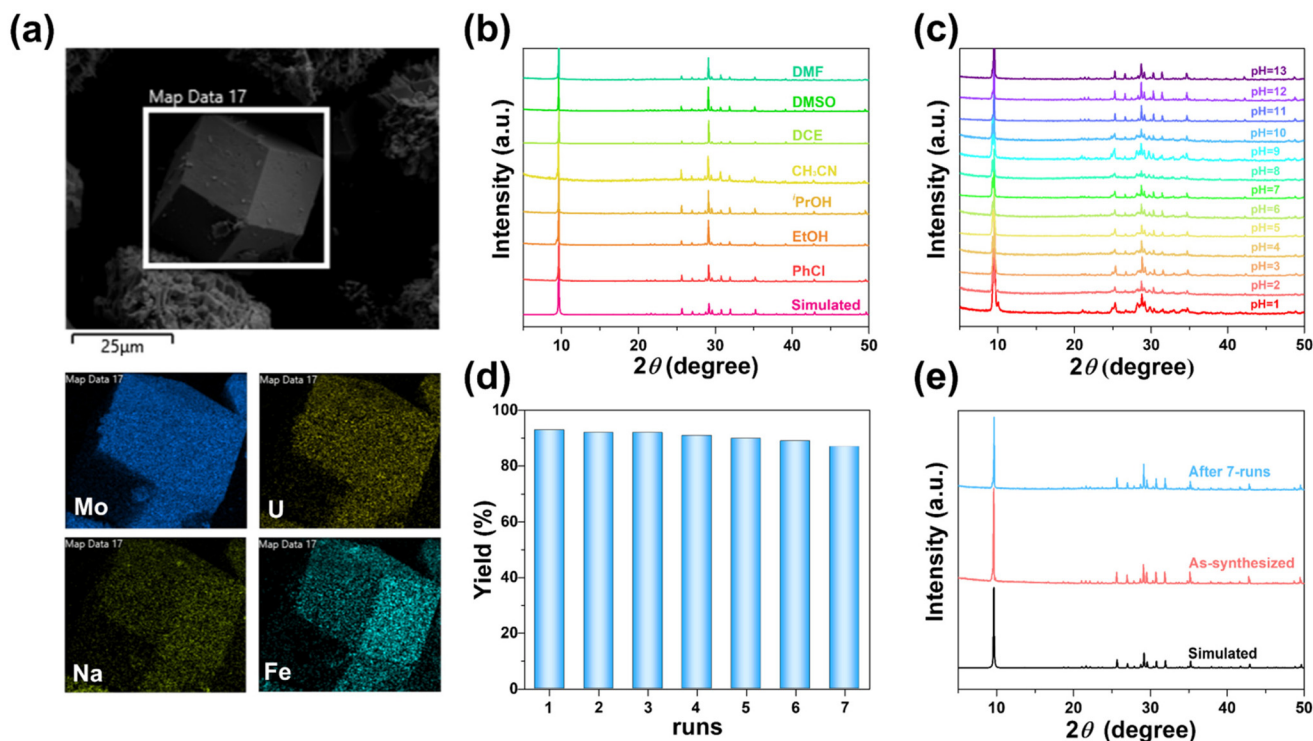 (a)
Map Data 17
25μm
Map Data 17
Mo
Map Data 17
U
Map Data 17
Na
Map Data 17
Fe
(b)
Intensity (a.u.)
DMF
DMSO
DCE
CH₃CN
ⁱPrOH
EtOH
PhCl
Simulated
10 20 30 40 50
2θ (degree)
(c)
Intensity (a.u.)
pH=13
pH=12
pH=11
pH=10
pH=9
pH=8
pH=7
pH=6
pH=5
pH=4
pH=3
pH=2
pH=1
10 20 30 40 50
2θ (degree)
(d)
Yield (%)
100
80
60
40
20
0
1 2 3 4 5 6 7
runs
(e)
Intensity (a.u.)
After 7-runs
As-synthesized
Simulated
10 20 30 40 50
2θ (degree)